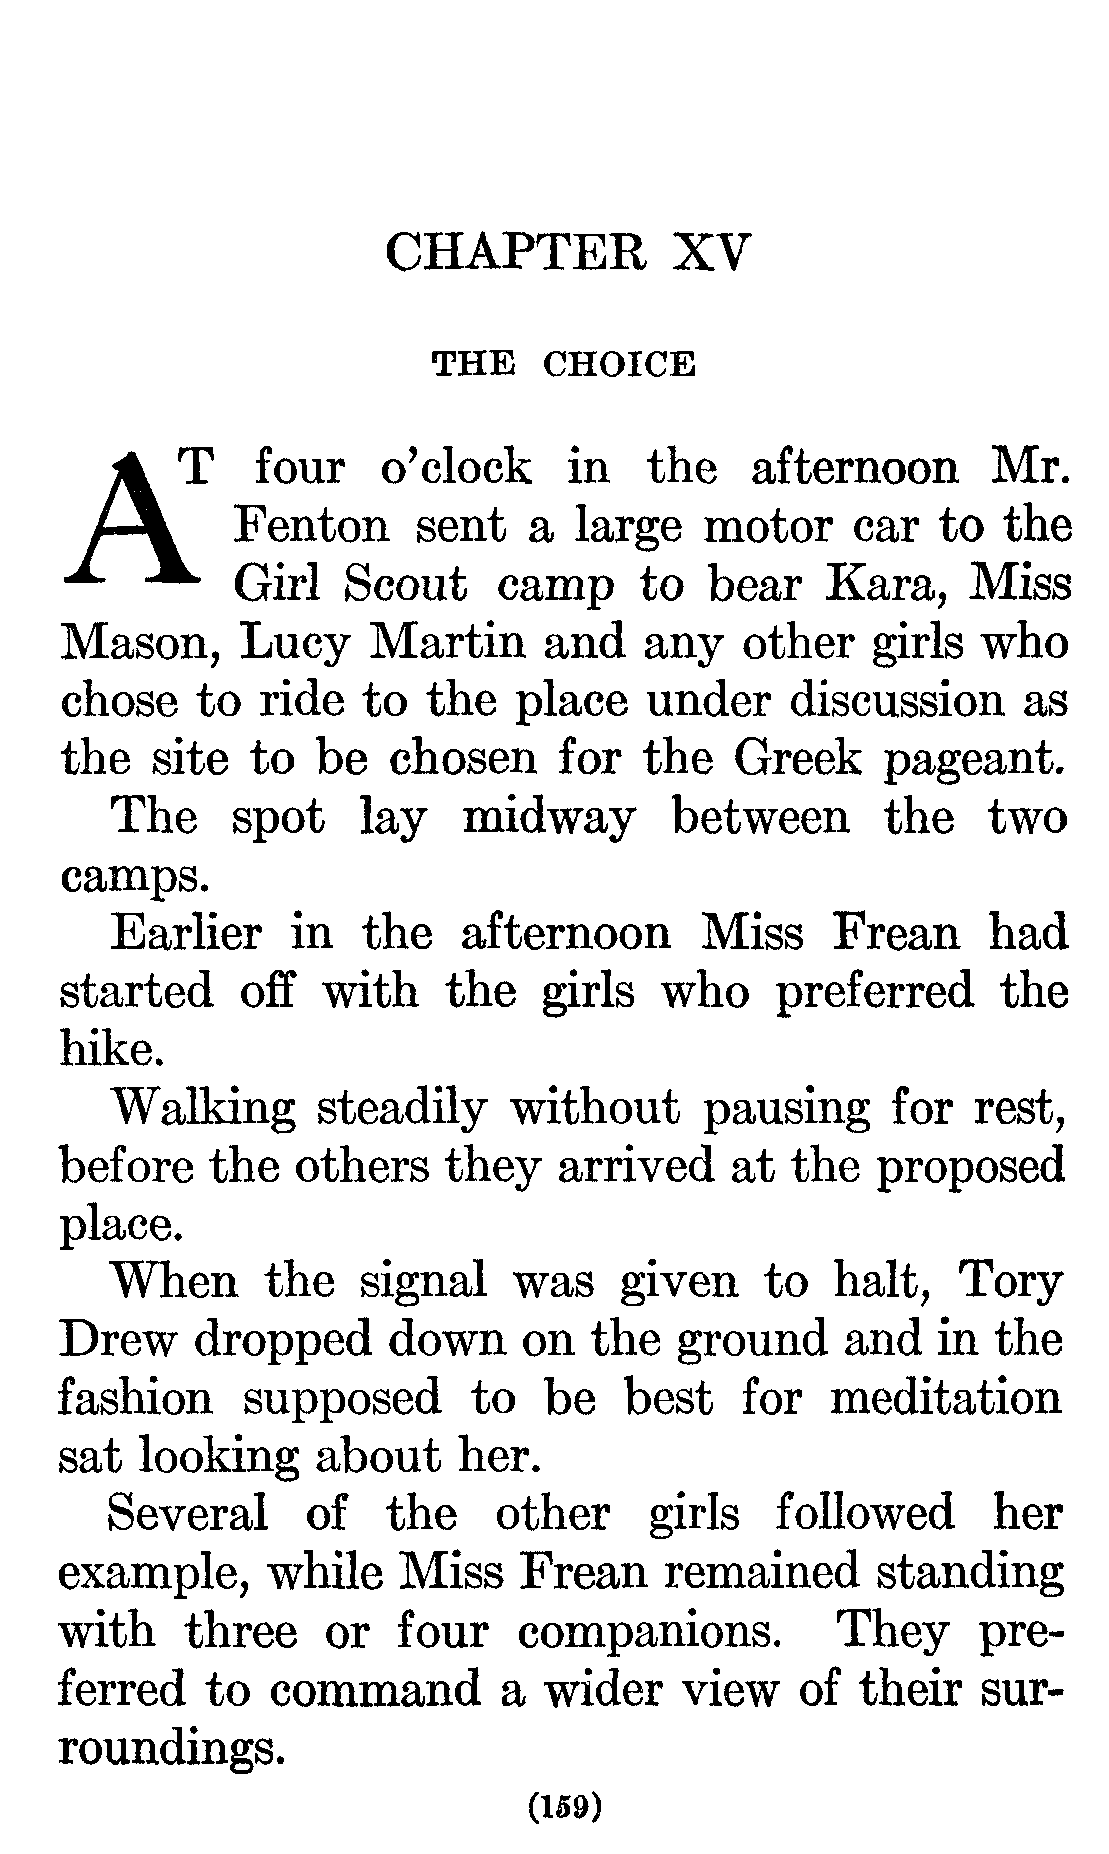 CHAPTER XV
THE CHOICE
AT four o’clock in the afternoon Mr.
Fenton sent a large motor car to the
Girl Scout camp to bear Kara, Miss
Mason, Lucy Martin and any other girls who
chose to ride to the place under discussion as
the site to be chosen for the Greek pageant.
The spot lay midway between the two
camps.
Earlier in the afternoon Miss Frean had
started off with the girls who preferred the
hike.
Walking steadily without pausing for rest,
before the others they arrived at the proposed
place.
When the signal was given to halt, Tory
Drew dropped down on the ground and in the
fashion supposed to be best for meditation
sat looking about her.
Several of the other girls followed her
example, while Miss Frean remained standing
with three or four companions. They pre-
ferred to command a wider view of their sur-
roundings.
(159)